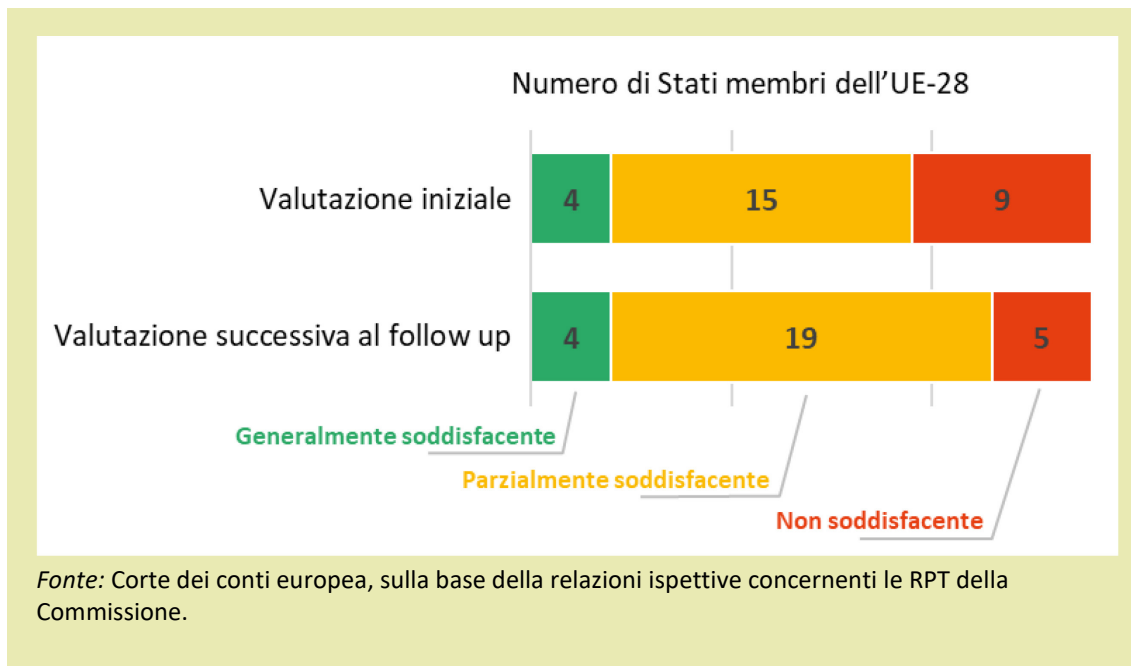 Numero di Stati membri dell'UE-28
Valutazione iniziale
4
15
9
Valutazione successiva al follow up
4
19
5
Generalmente soddisfacente
Parzialmente soddisfacente
Non soddisfacente
Fonte: Corte dei conti europea, sulla base della relazioni ispettive concernenti le RPT della
Commissione.